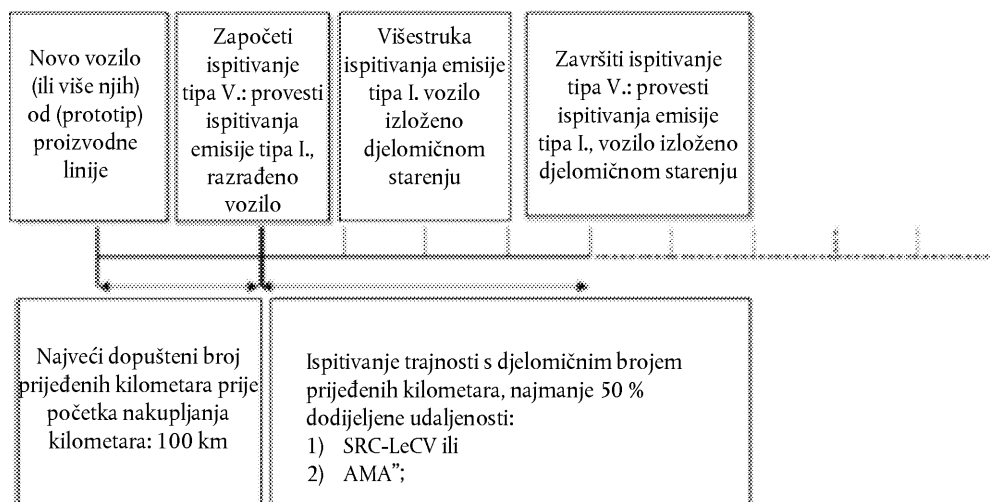 Novo vozilo
(ili više njih)
od (prototip)
proizvodne
linije
Započeti
ispitivanje
tipa V.: provesti
ispitivanja
emisije tipa I.,
razrađeno
vozilo
Višestruka
ispitivanja emisije
tipa I. vozilo
izloženo
djelomičnom
starenju
Završiti ispitivanje
tipa V.: provesti
ispitivanja emisije
tipa I., vozilo izloženo
djelomičnom starenju
Najveći dopušteni broj
prijeđenih kilometara prije
početka nakupljanja
kilometara: 100 km
Ispitivanje trajnosti s djelomičnim brojem
prijeđenih kilometara, najmanje 50 %
dodijeljene udaljenosti:
1) SRC-LeCV ili
2) AMA”;